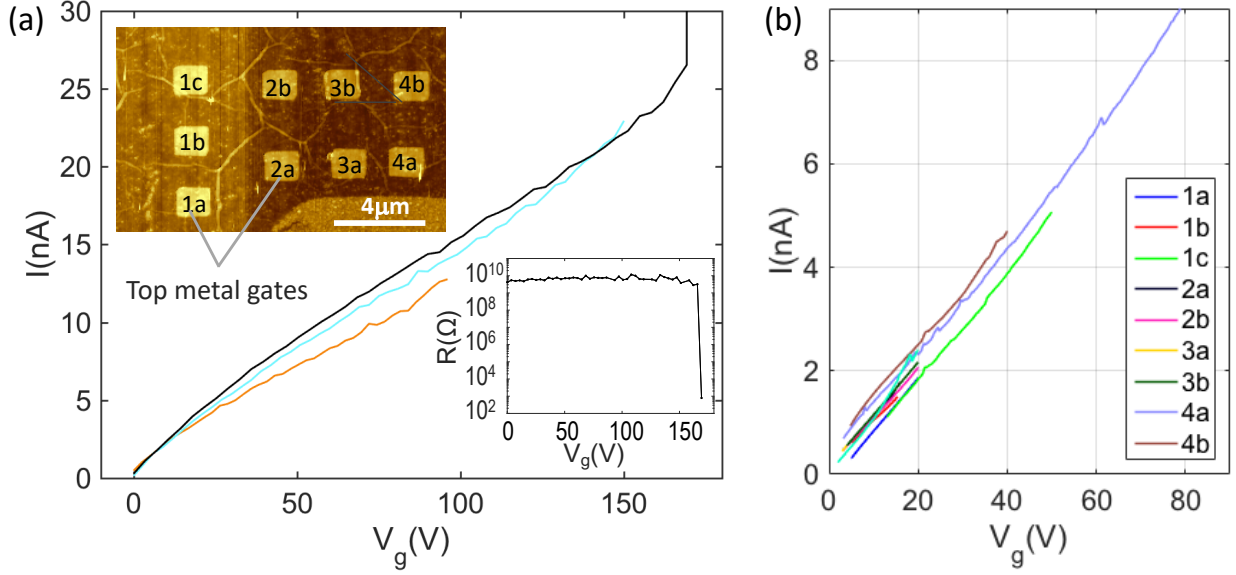 (a)
30
25
20
15
10
5
0
I(nA)
0
50
100
150
V_g(V)
1c
2b
3b
4b
1b
2a
3a
4a
1a
4μm
Top metal gates
10^10
10^8
10^6
10^4
10^2
R(Ω)
0
50
100
150
V_g(V)
(b)
8
6
4
2
0
I(nA)
0
20
40
60
80
V_g(V)
1a
1b
1c
2a
2b
3a
3b
4a
4b